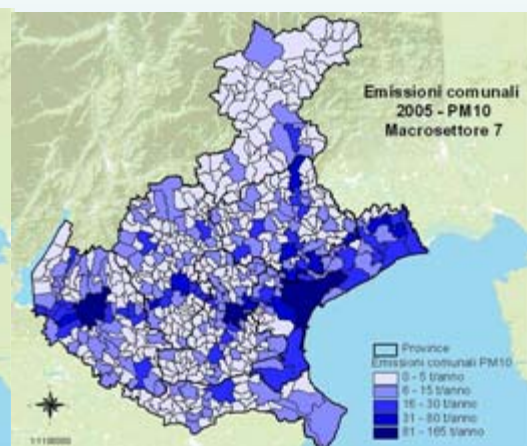 Emissioni comunali
2005 - PM10
Macrosettore 7
Province
Emissioni comunali PM10
0 - 5 t/anno
6 - 15 t/anno
16 - 30 t/anno
31 - 80 t/anno
81 - 165 t/anno